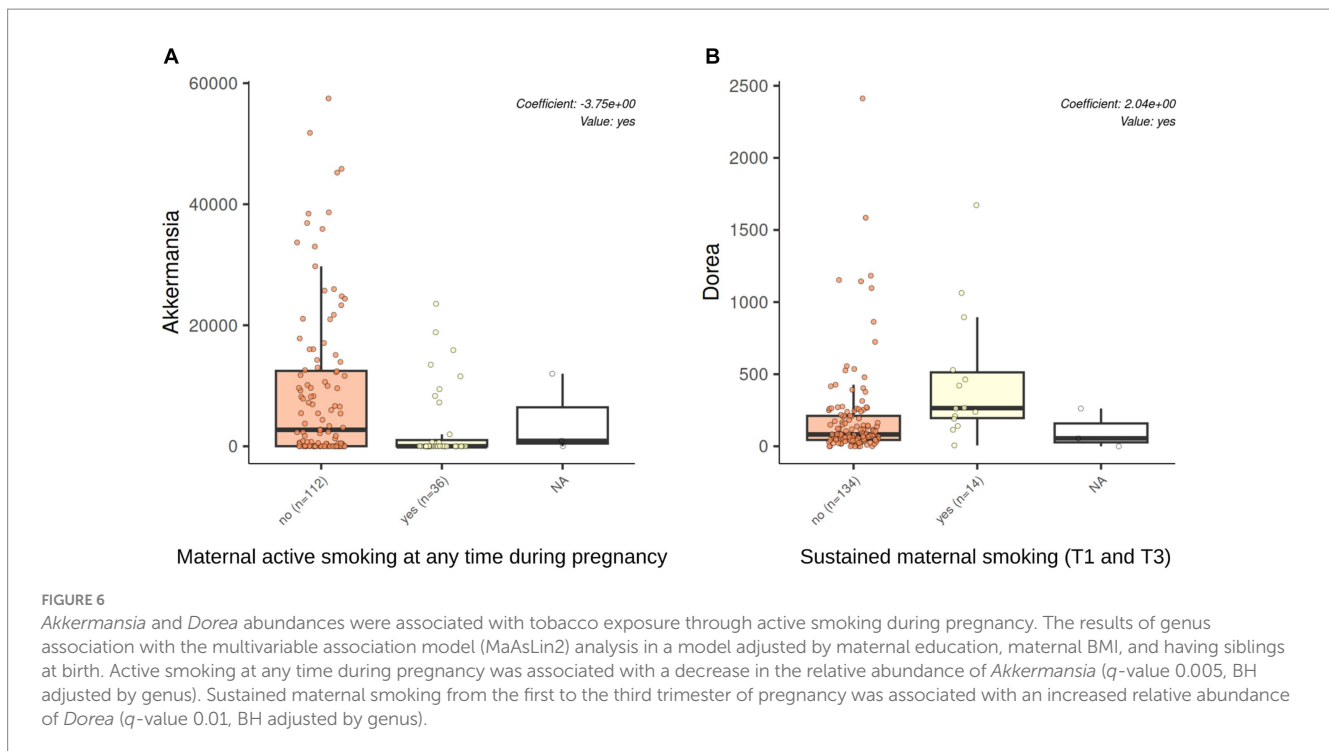 A
60000
40000
20000
0
Akkermansia
Coefficient: -3.75e+00
Value: yes
no (n=112)
yes (n=36)
NA
Maternal active smoking at any time during pregnancy
B
2500
2000
1500
1000
500
0
Dorea
Coefficient: 2.04e+00
Value: yes
no (n=134)
yes (n=14)
NA
Sustained maternal smoking (T1 and T3)
FIGURE 6
Akkermansia and Dorea abundances were associated with tobacco exposure through active smoking during pregnancy. The results of genus
association with the multivariable association model (MaAsLin2) analysis in a model adjusted by maternal education, maternal BMI, and having siblings
at birth. Active smoking at any time during pregnancy was associated with a decrease in the relative abundance of Akkermansia (q-value 0.005, BH
adjusted by genus). Sustained maternal smoking from the first to the third trimester of pregnancy was associated with an increased relative abundance
of Dorea (q-value 0.01, BH adjusted by genus).